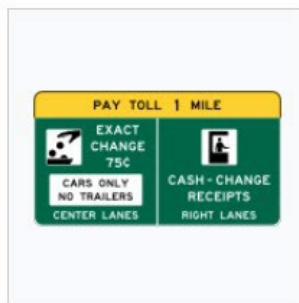 PAY TOLL 1 MILE
EXACT
CHANGE
75¢
CARS ONLY
NO TRAILERS
CENTER LANES
CASH-CHANGE
RECEIPTS
RIGHT LANES